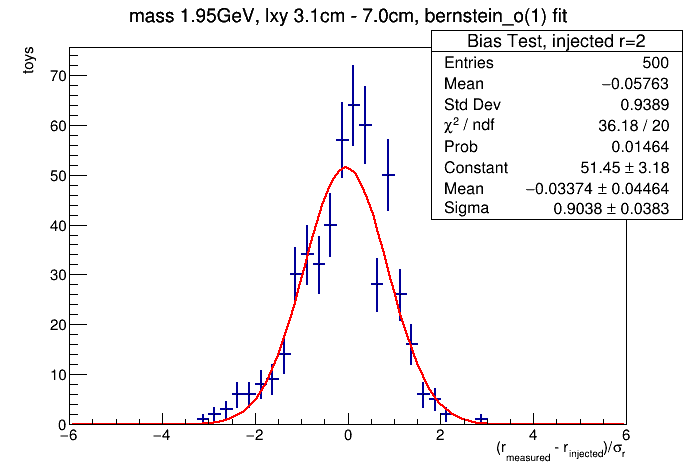 mass 1.95GeV, lxy 3.1cm - 7.0cm, bernstein_o(1) fit
toys
Bias Test, injected r=2
Entries 500
Mean −0.05763
Std Dev 0.9389
χ² / ndf 36.18 / 20
Prob 0.01464
Constant 51.45 ± 3.18
Mean −0.03374 ± 0.04464
Sigma 0.9038 ± 0.0383
70
60
50
40
30
20
10
0
−6 −4 −2 0 2 4 6
(r_measured - r_injected)/σ_r